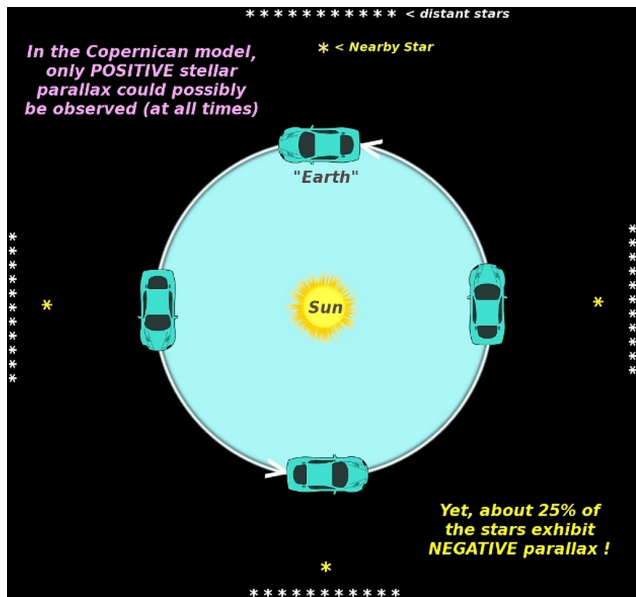 < distant stars
< Nearby Star
In the Copernican model,
only POSITIVE stellar
parallax could possibly
be observed (at all times)
"Earth"
Sun
Yet, about 25% of
the stars exhibit
NEGATIVE parallax !